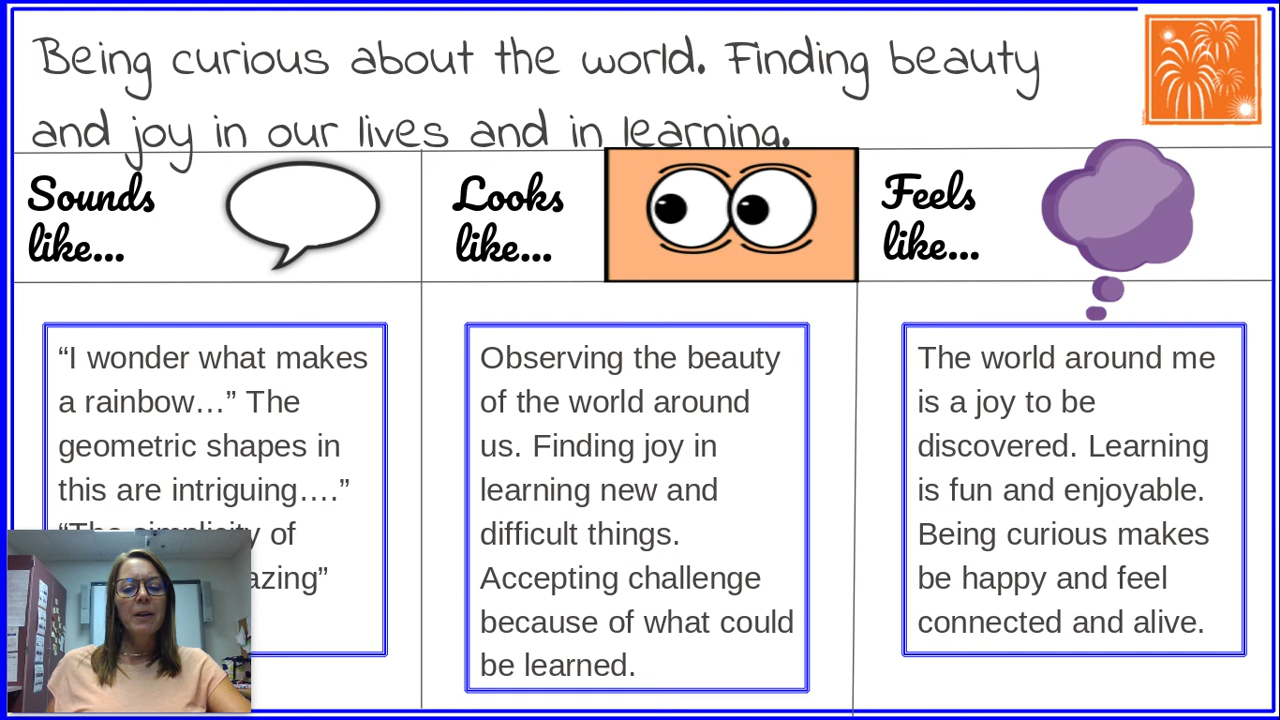 Being curious about the world. Finding beauty
and joy in our lives and in learning.
Sounds
like...
Looks
like...
Feels
like...
“I wonder what makes
a rainbow…” The
geometric shapes in
this are intriguing….”
“The simplicity of
Observing the beauty
of the world around
us. Finding joy in
learning new and
difficult things.
Accepting challenge
because of what could
be learned.
The world around me
is a joy to be
discovered. Learning
is fun and enjoyable.
Being curious makes
be happy and feel
connected and alive.